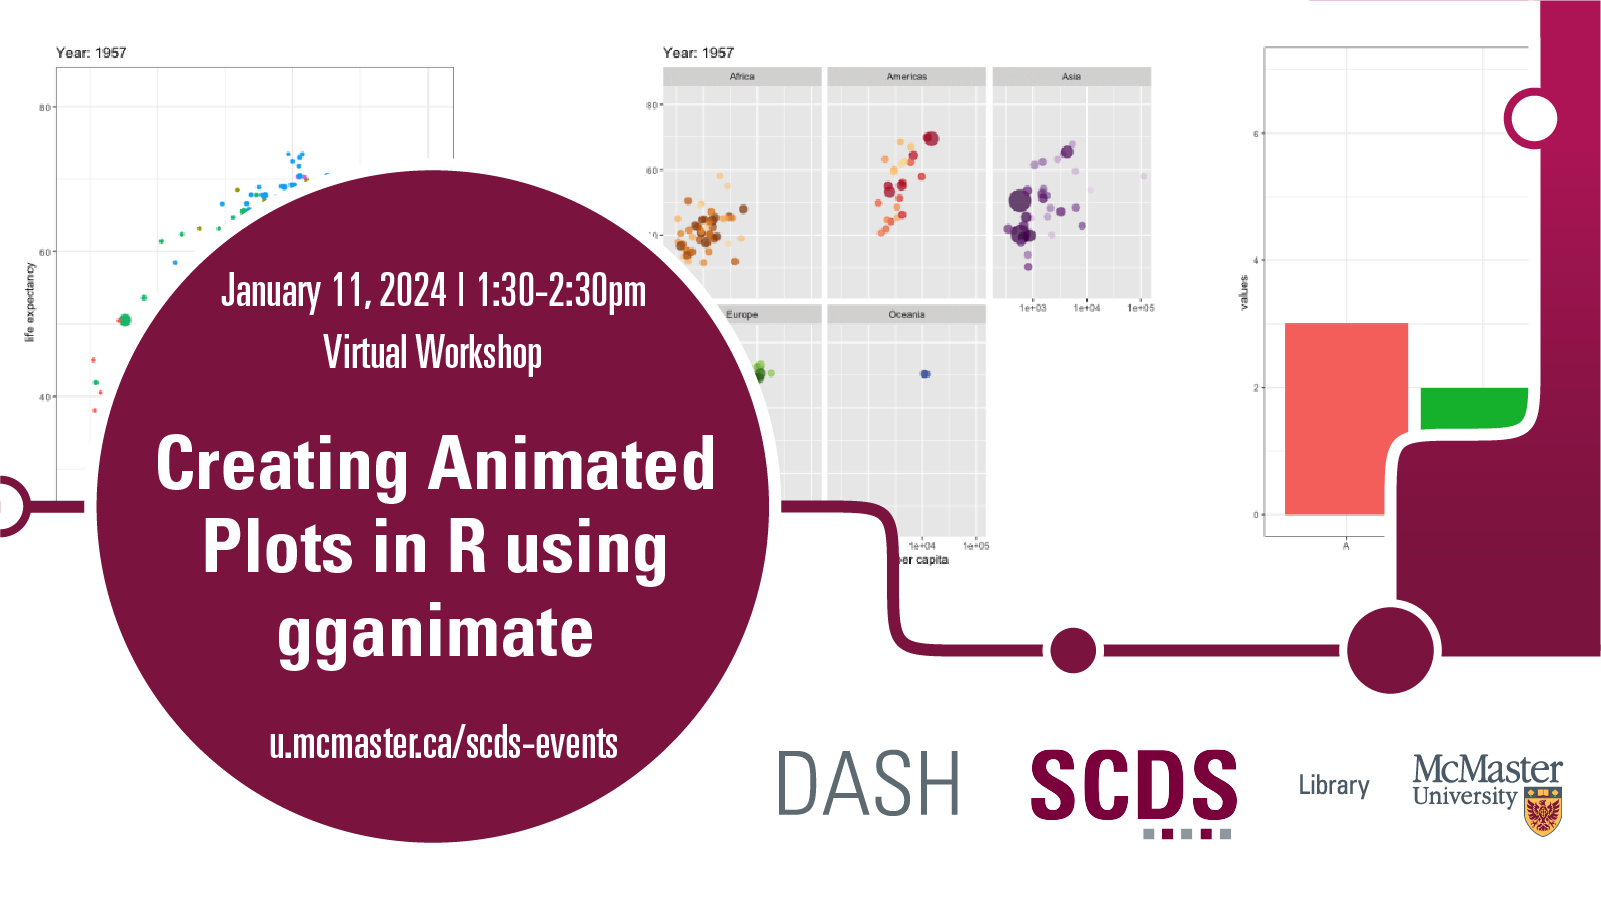 Year: 1957
80
60
40
life expectancy
January 11, 2024 | 1:30-2:30pm
Virtual Workshop
Creating Animated
Plots in R using
gganimate
u.mcmaster.ca/scds-events
Year: 1957
Africa
Americas
Asia
80
60
1e+03
1e+04
1e+05
Europe
Oceania
1e+04
1e+05
per capita
values
6
4
2
0
A
DASH
SCDS
Library
McMaster
University